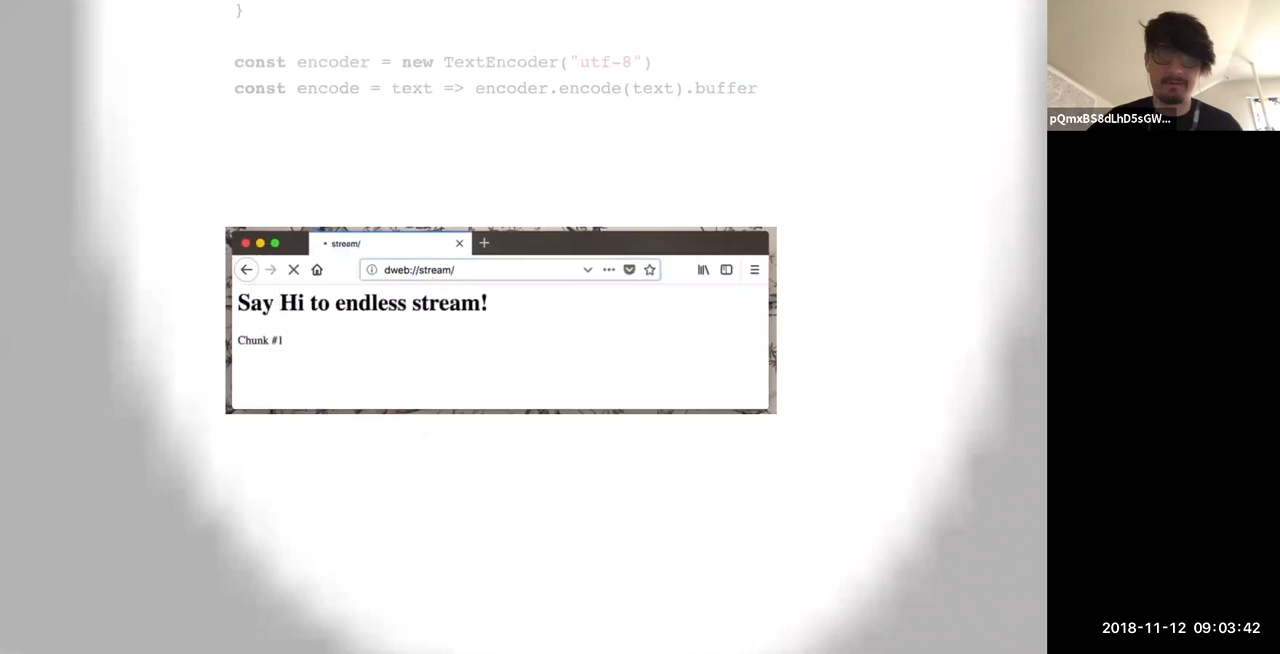 }
const encoder = new TextEncoder("utf-8")
const encode = text => encoder.encode(text).buffer
stream/
dweb://stream/
Say Hi to endless stream!
Chunk #1
pQmxBS8dLhD5sGW...
2018-11-12 09:03:42